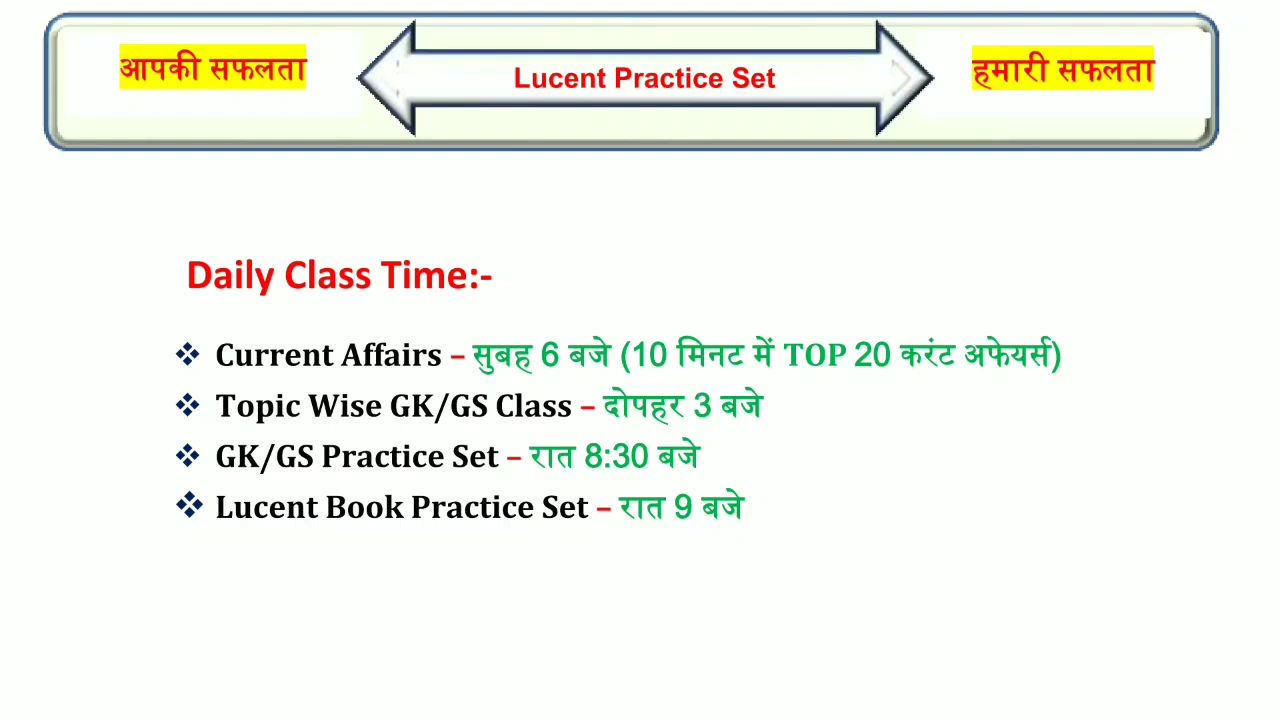 आपकी सफलता
Lucent Practice Set
हमारी सफलता
Daily Class Time:-
❖ Current Affairs – सुबह 6 बजे (10 मिनट में TOP 20 करंट अफेयर्स)
❖ Topic Wise GK/GS Class – दोपहर 3 बजे
❖ GK/GS Practice Set – रात 8:30 बजे
❖ Lucent Book Practice Set – रात 9 बजे